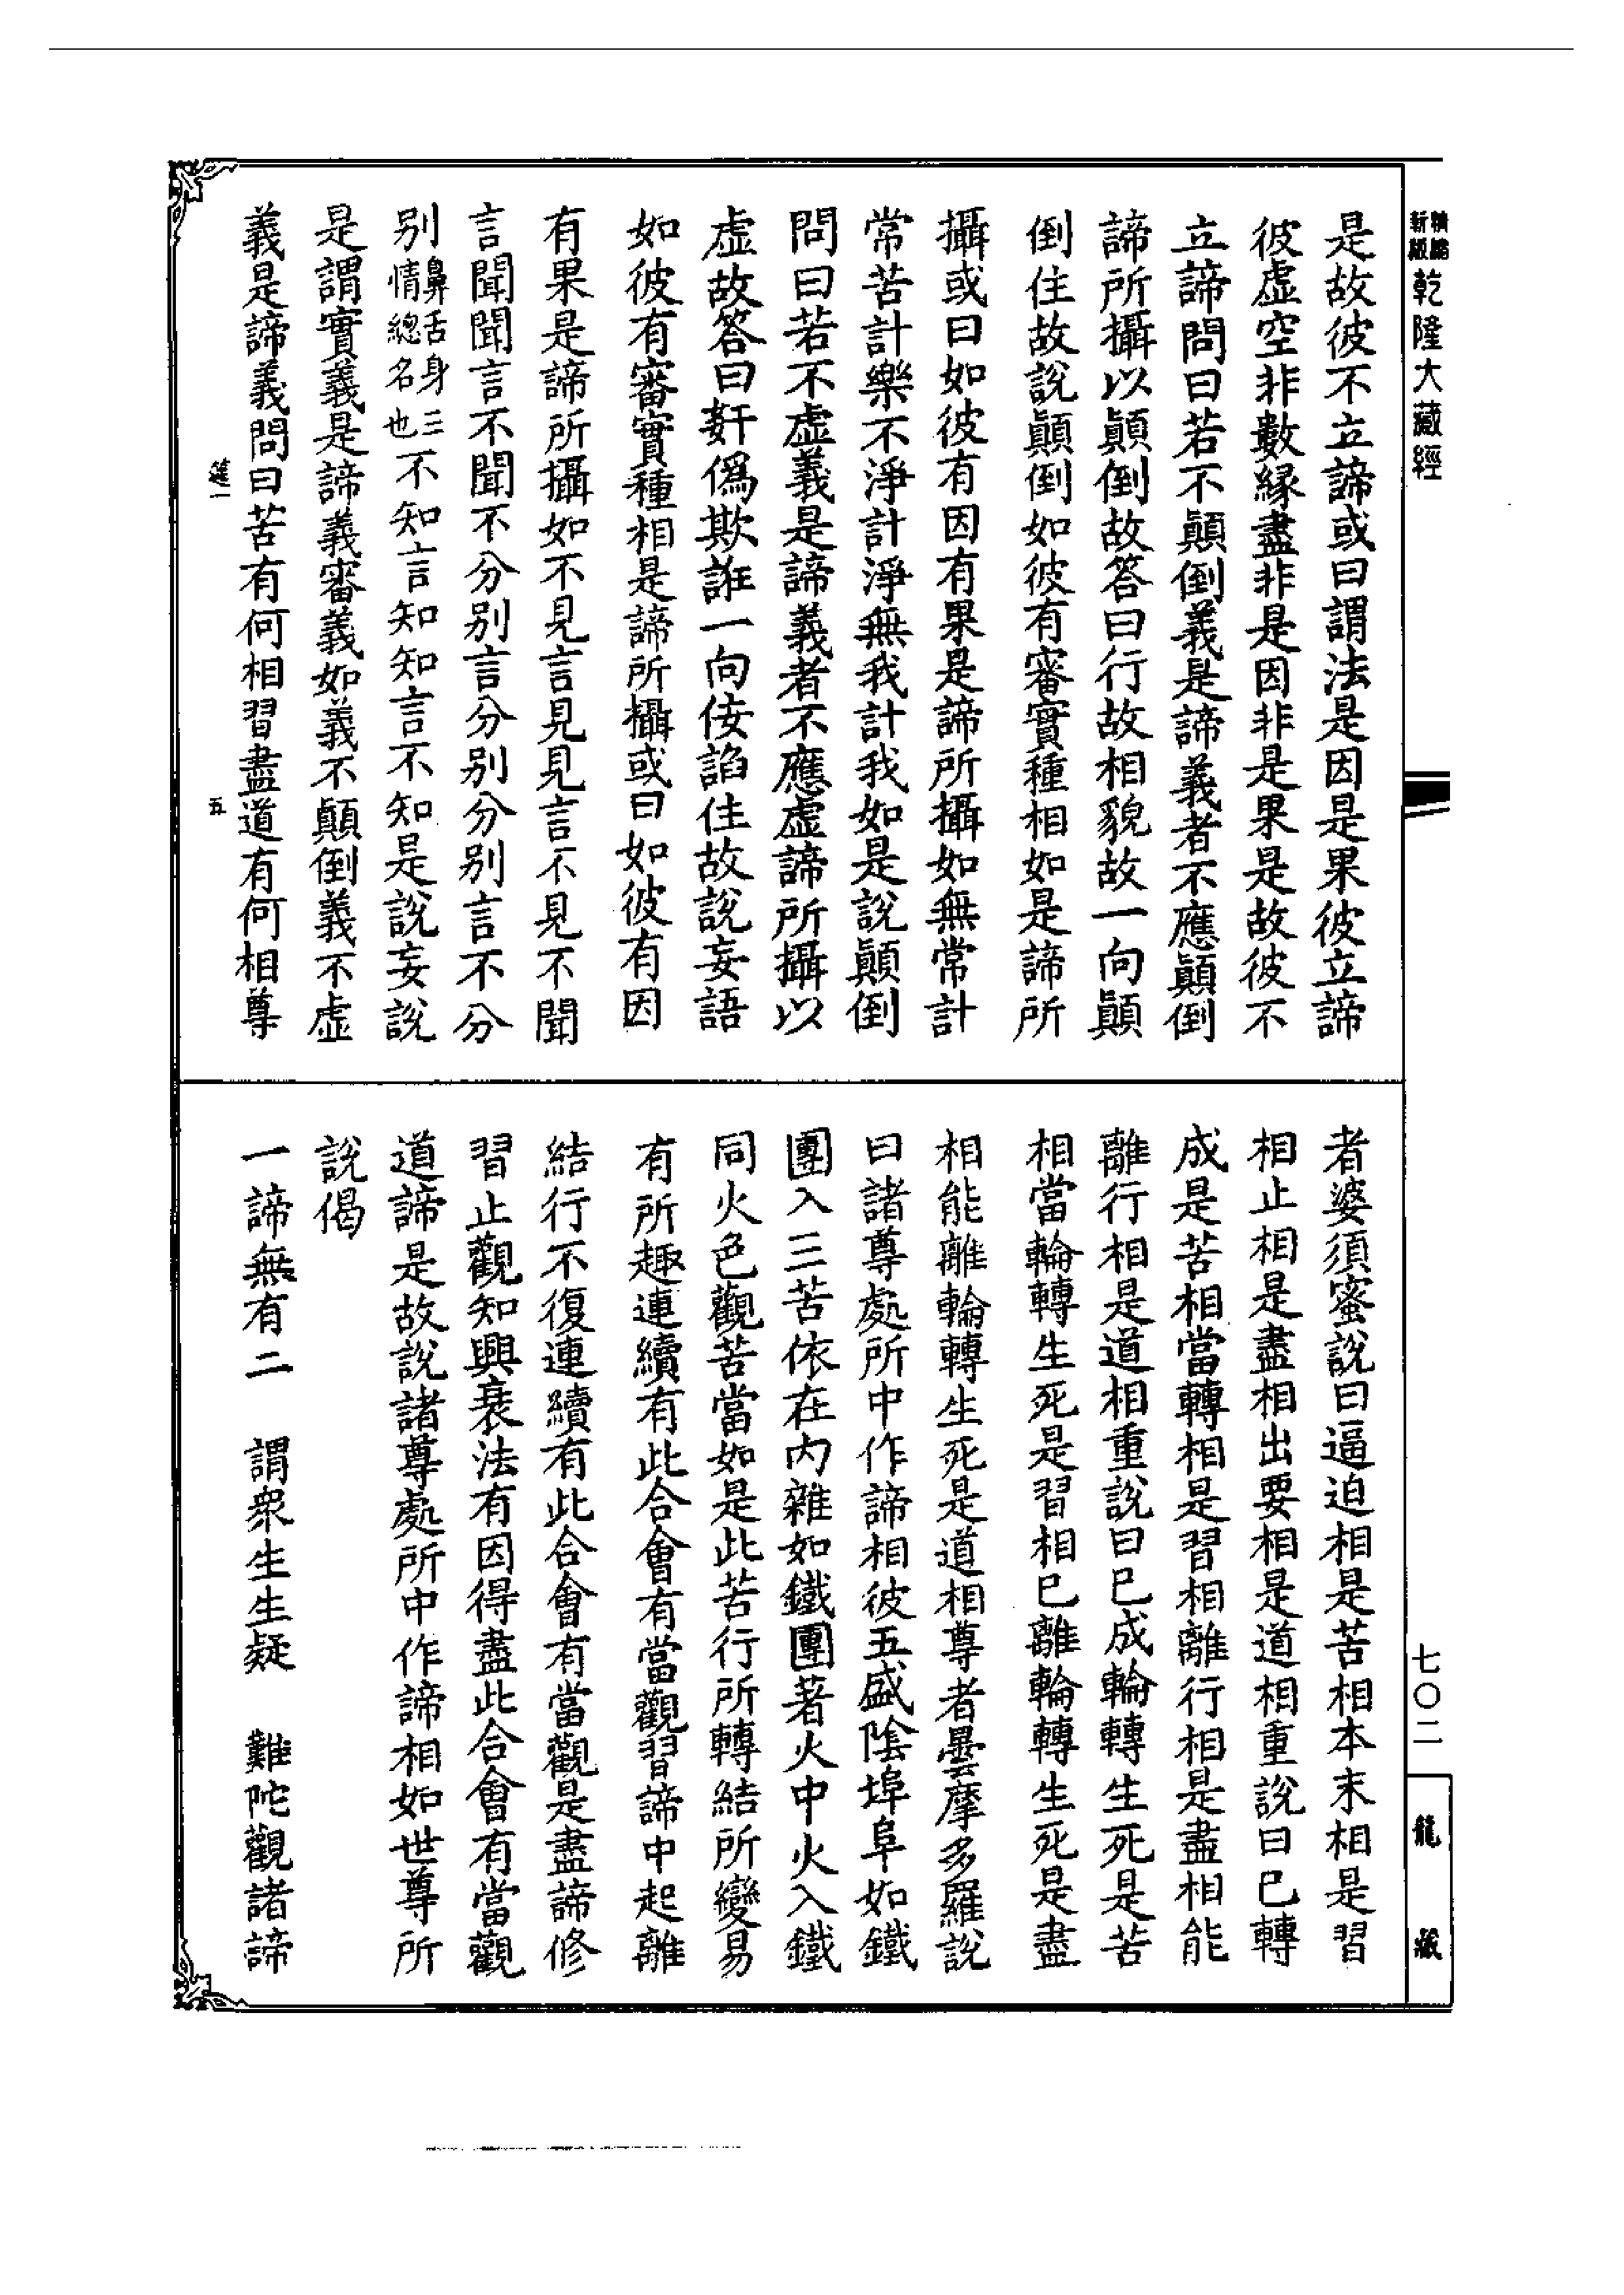 精縮新版乾隆大藏經
是故彼不立諦或曰謂法是因是果彼立諦
彼虛空非數緣盡非是因非是果是故彼不
立諦問曰若不顛倒義是諦義者不應顛倒
諦所攝以顛倒故答曰行故相貌故一向顛
倒住故說顛倒如彼有審實種相如是諦所
攝或曰如彼有因有果是諦所攝如無常計
常苦計樂不淨計淨無我計我如是說顛倒
問曰若不虛義是諦義者不應虛諦所攝以
虛故答曰姧僞欺誑一向侫諂住故說妄語
如彼有審實種相是諦所攝或曰如彼有因
有果是諦所攝如不見言見見言不見不聞
言聞聞言不聞不分別言分別分別言不分
別鼻舌身三情總名也不知言知知言不知是說妄說
是謂實義是諦義審義如義不顛倒義不虛
義是諦義問曰苦有何相習盡道有何相尊
五
者婆須蜜說曰逼迫相是苦相本末相是習
相止相是盡相出要相是道相重說曰已轉
成是苦相當轉相是習相離行相是盡相能
離行相是道相重說曰已成輪轉生死是苦
相當輪轉生死是習相已離輪轉生死是盡
相能離輪轉生死是道相尊者曇摩多羅說
曰諸尊處所中作諦相彼五盛陰埠阜如鐵
團入三苦依在內雜如鐵團著火中火入鐵
同火色觀苦當如是此苦行所轉結所變易
有所趣連續有此合會有當觀習諦中起離
結行不復連續有此合會有當觀是盡諦修
習止觀知興衰法有因得盡此合會有當觀
道諦是故說諸尊處所中作諦相如世尊所
說偈
一諦無有二　謂眾生生疑　難陀觀諸諦
七〇二
龍藏